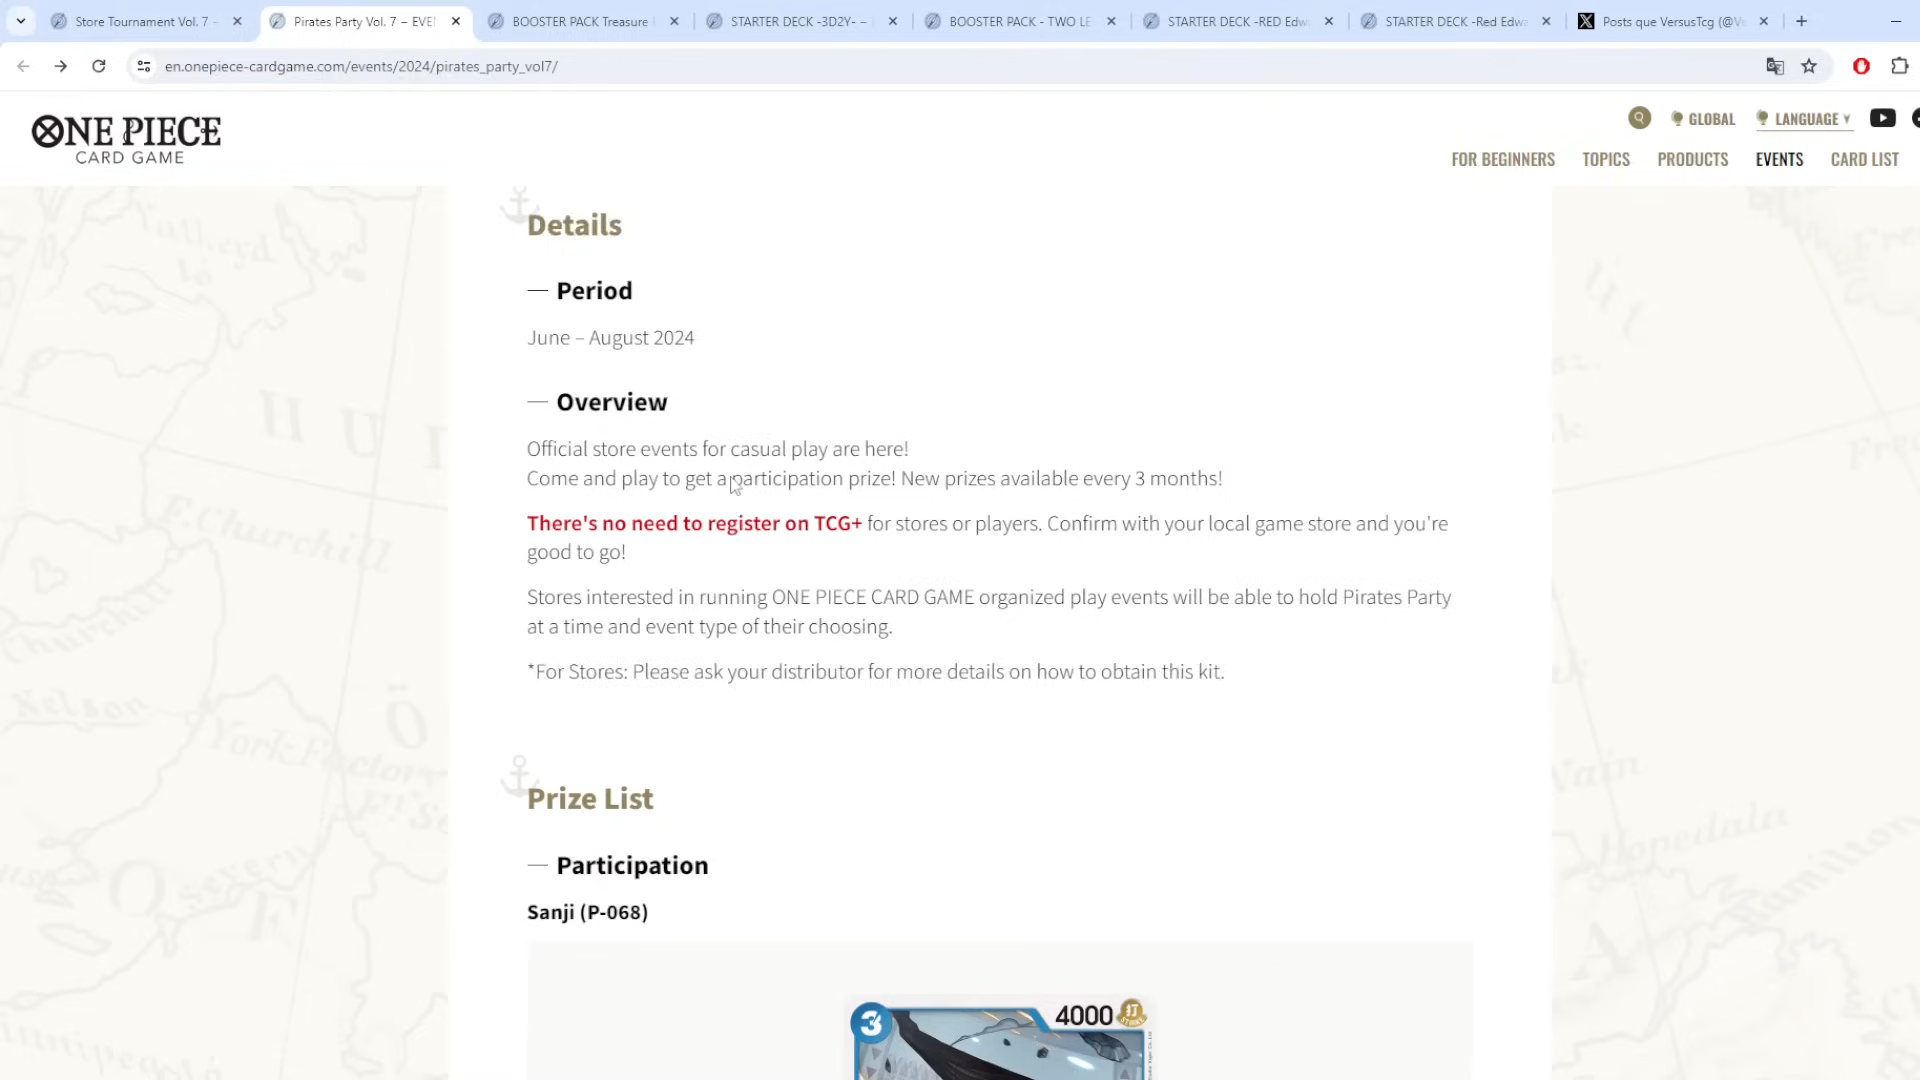 Store Tournament Vol. 7 –
Pirates Party Vol. 7 – EVE
BOOSTER PACK Treasure
STARTER DECK -3D2Y- –
BOOSTER PACK - TWO LE
STARTER DECK -RED Edw
STARTER DECK -Red Edw
Posts que VersusTcg (@V
en.onepiece-cardgame.com/events/2024/pirates_party_vol7/
ONE PIECE
CARD GAME
GLOBAL
LANGUAGE
FOR BEGINNERS
TOPICS
PRODUCTS
EVENTS
CARD LIST
Details
Period
June – August 2024
Overview
Official store events for casual play are here!
Come and play to get a participation prize! New prizes available every 3 months!
There's no need to register on TCG+ for stores or players. Confirm with your local game store and you're
good to go!
Stores interested in running ONE PIECE CARD GAME organized play events will be able to hold Pirates Party
at a time and event type of their choosing.
*For Stores: Please ask your distributor for more details on how to obtain this kit.
Prize List
Participation
Sanji (P-068)
3
4000
打
STRIKE